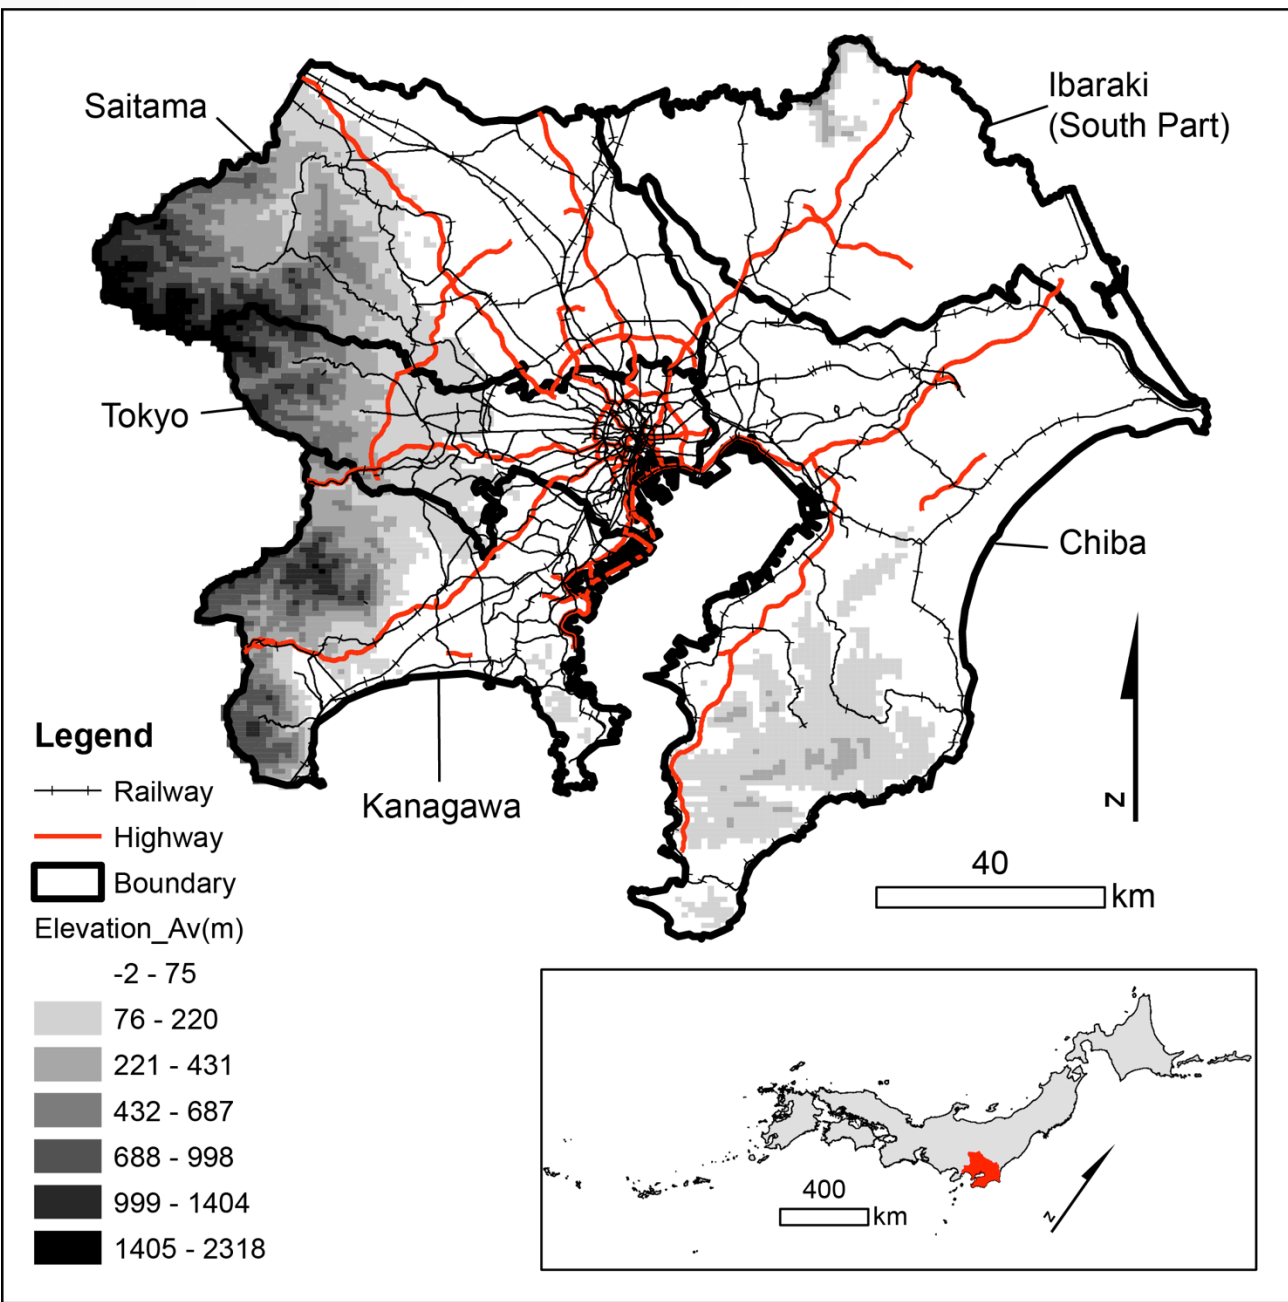 Saitama
Ibaraki
(South Part)
Tokyo
Chiba
Kanagawa
Legend
Railway
Highway
Boundary
Elevation_Av(m)
-2 - 75
76 - 220
221 - 431
432 - 687
688 - 998
999 - 1404
1405 - 2318
N
40
km
400
km
N